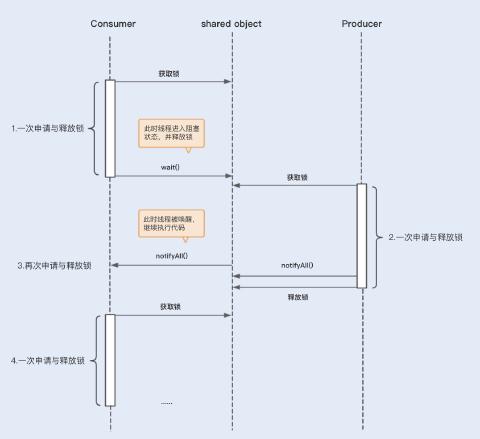 Consumer
shared object
Producer
获取锁
1.一次申请与释放锁
此时线程进入阻塞
状态，并释放锁
wait()
获取锁
此时线程被唤醒，
继续执行代码
2.一次申请与释放锁
notifyAll()
notifyAll()
3.再次申请与释放锁
释放锁
获取锁
4.一次申请与释放锁
......